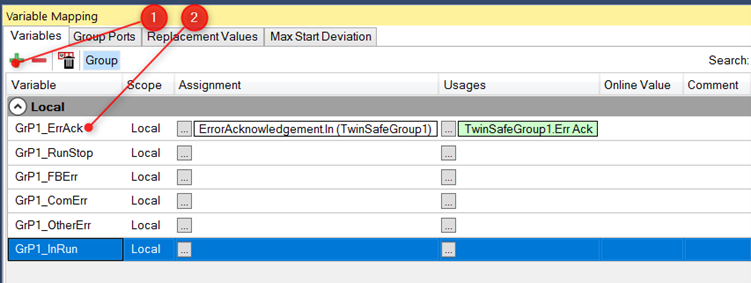 Variable Mapping
1 2
Variables Group Ports Replacement Values Max Start Deviation
Group Search:
Variable Scope Assignment Usages Online Value Comment
Local
GrP1_ErrAck Local ... ErrorAcknowledgement.In (TwinSafeGroup1) ... TwinSafeGroup1.Err Ack
GrP1_RunStop Local ... ...
GrP1_FBErr Local ... ...
GrP1_ComErr Local ... ...
GrP1_OtherErr Local ... ...
GrP1_InRun Local ... ...